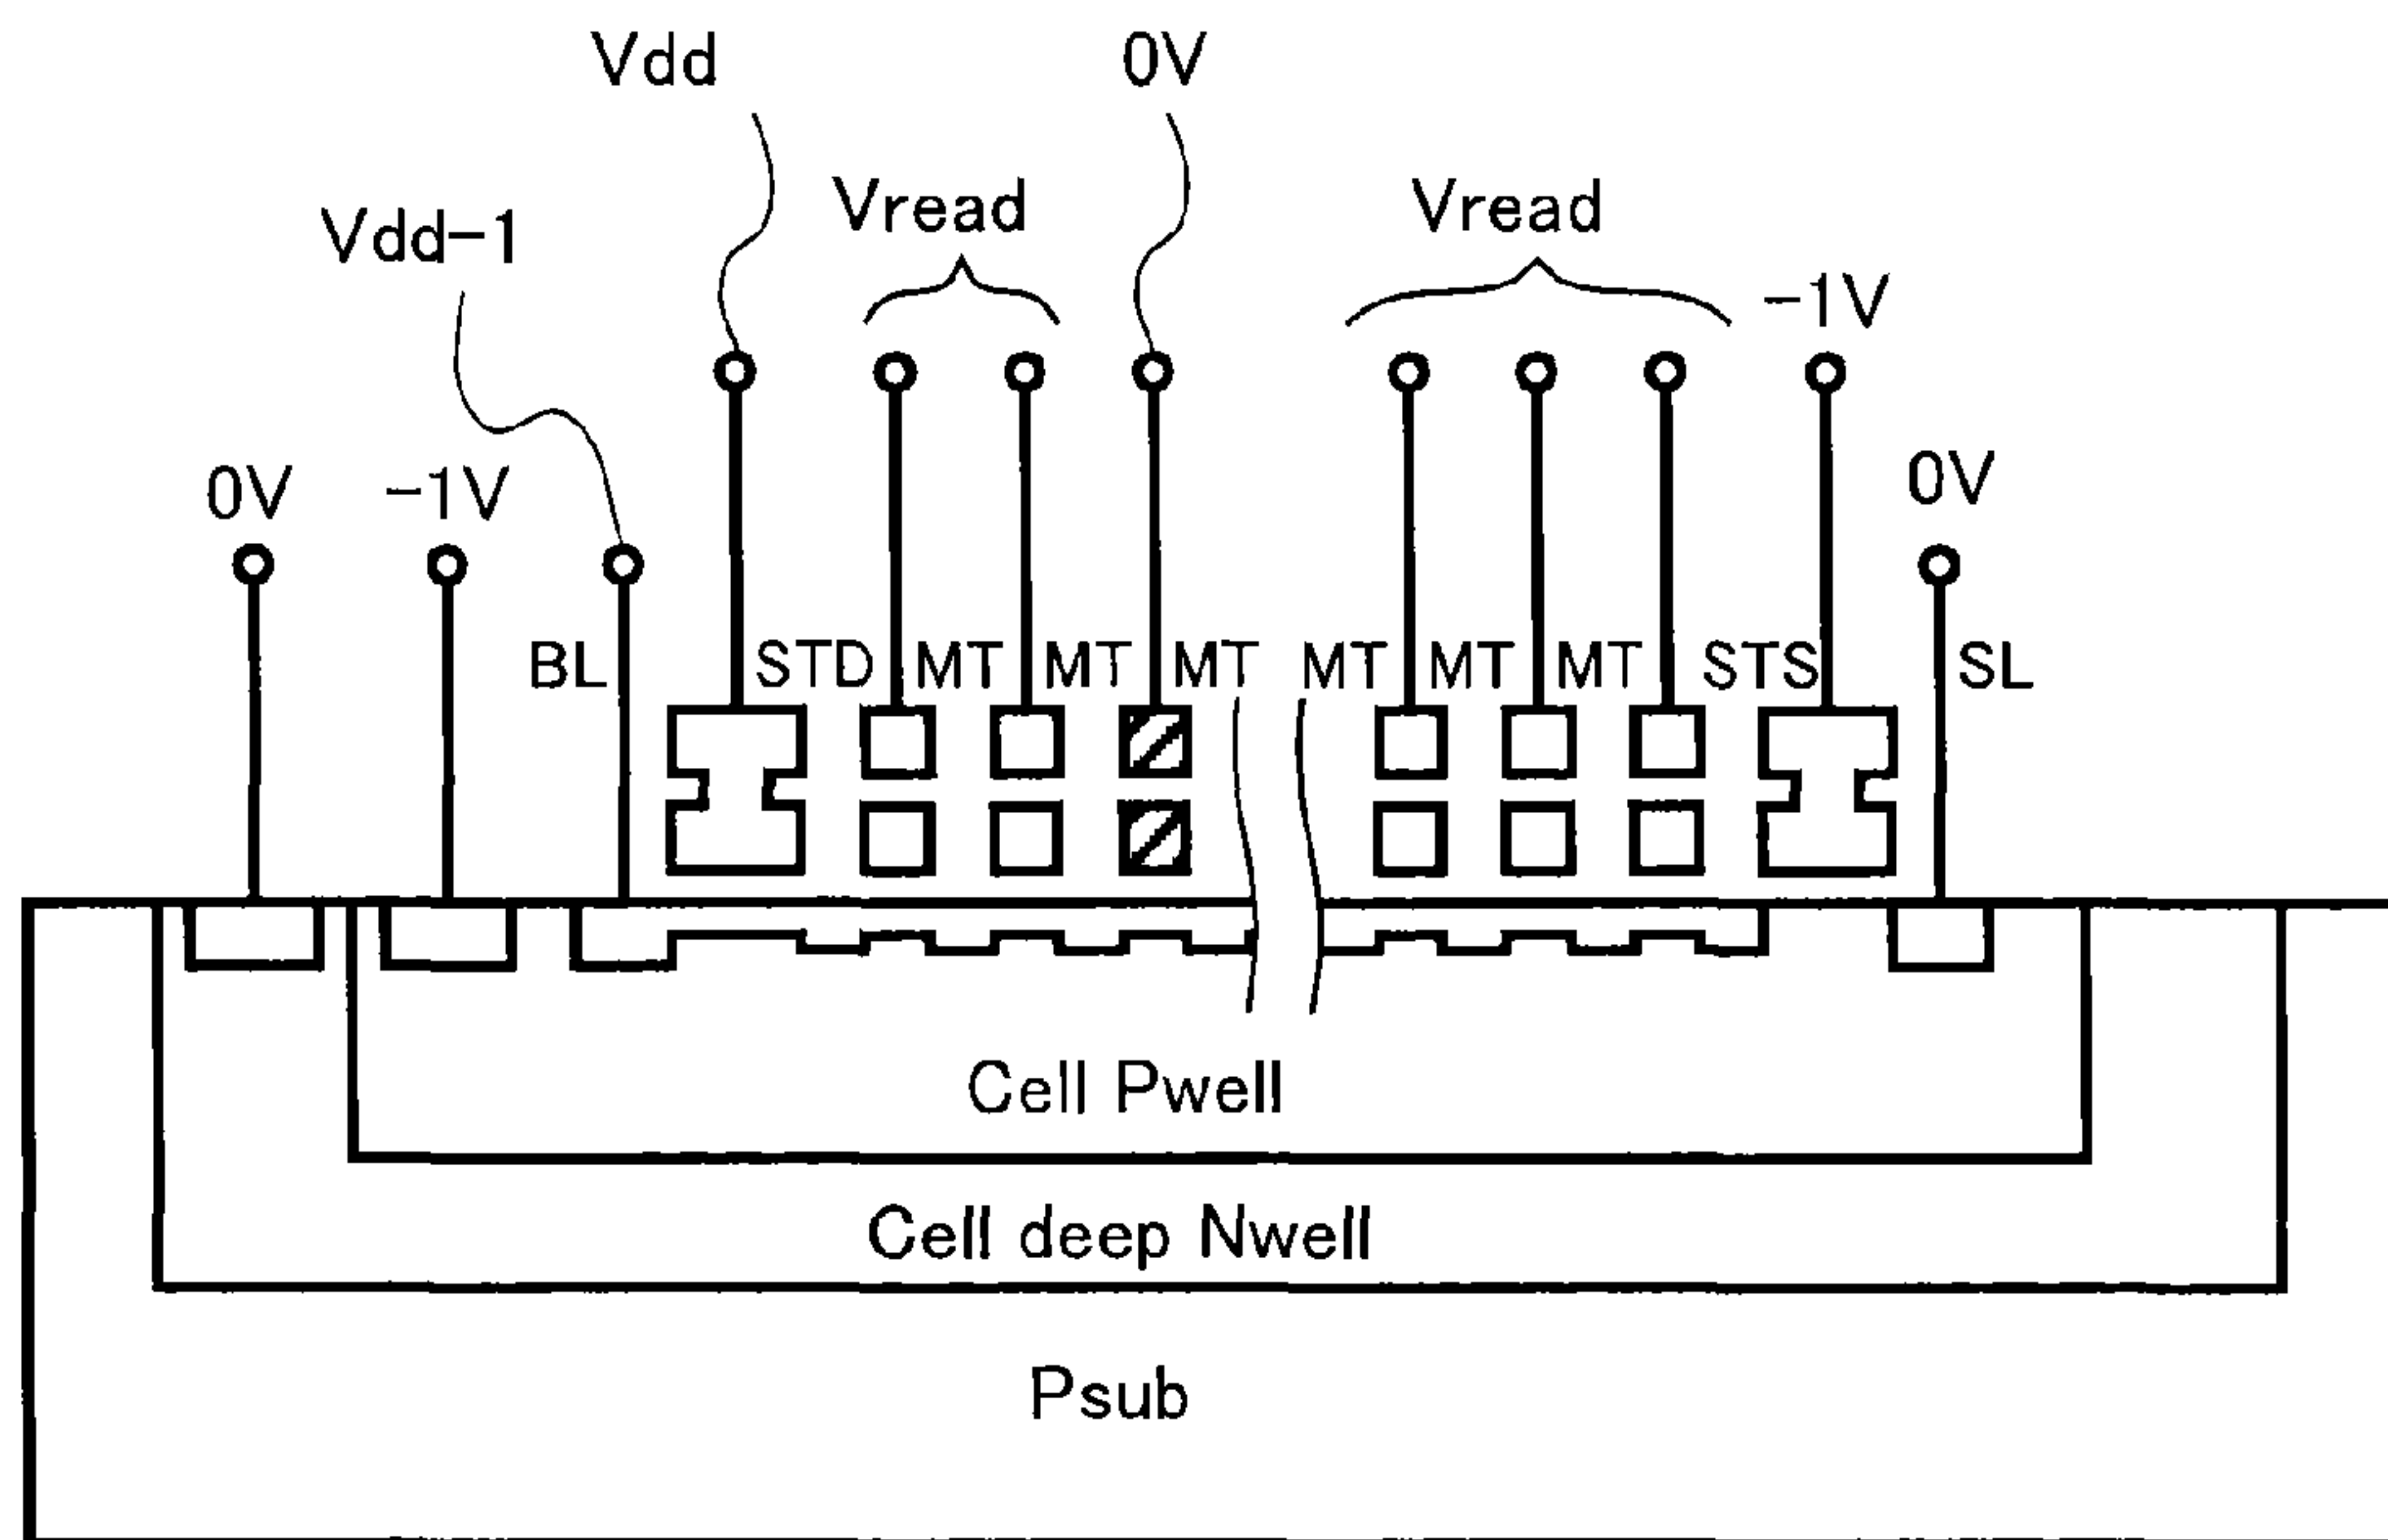 Vdd 0V
Vread Vread
Vdd-1
-1V
0V -1V 0V
BL STD MT MT MT MT MT MT STS SL
Cell Pwell
Cell deep Nwell
Psub